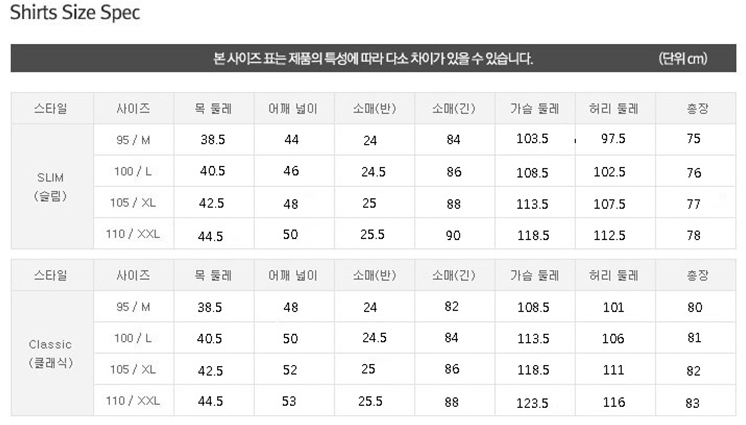 Shirts Size Spec
본 사이즈 표는 제품의 특성에 따라 다소 차이가 있을 수 있습니다. (단위 cm)
스타일 사이즈 목 둘레 어깨 넓이 소매(반) 소매(긴) 가슴 둘레 허리 둘레 총장
SLIM (슬림)
95 / M 38.5 44 24 84 103.5 97.5 75
100 / L 40.5 46 24.5 86 108.5 102.5 76
105 / XL 42.5 48 25 88 113.5 107.5 77
110 / XXL 44.5 50 25.5 90 118.5 112.5 78
스타일 사이즈 목 둘레 어깨 넓이 소매(반) 소매(긴) 가슴 둘레 허리 둘레 총장
Classic (클래식)
95 / M 38.5 48 24 82 108.5 101 80
100 / L 40.5 50 24.5 84 113.5 106 81
105 / XL 42.5 52 25 86 118.5 111 82
110 / XXL 44.5 53 25.5 88 123.5 116 83